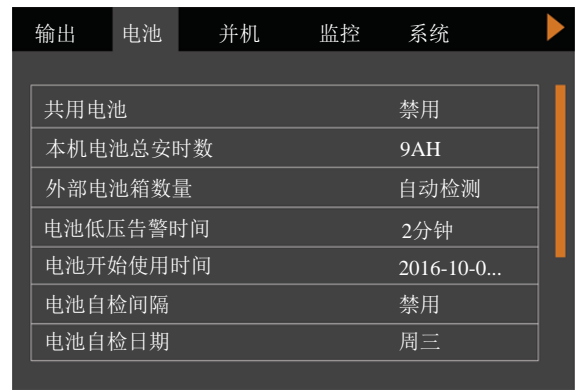 输出 电池 并机 监控 系统
共用电池 禁用
本机电池总安时数 9AH
外部电池箱数量 自动检测
电池低压告警时间 2分钟
电池开始使用时间 2016-10-0...
电池自检间隔 禁用
电池自检日期 周三